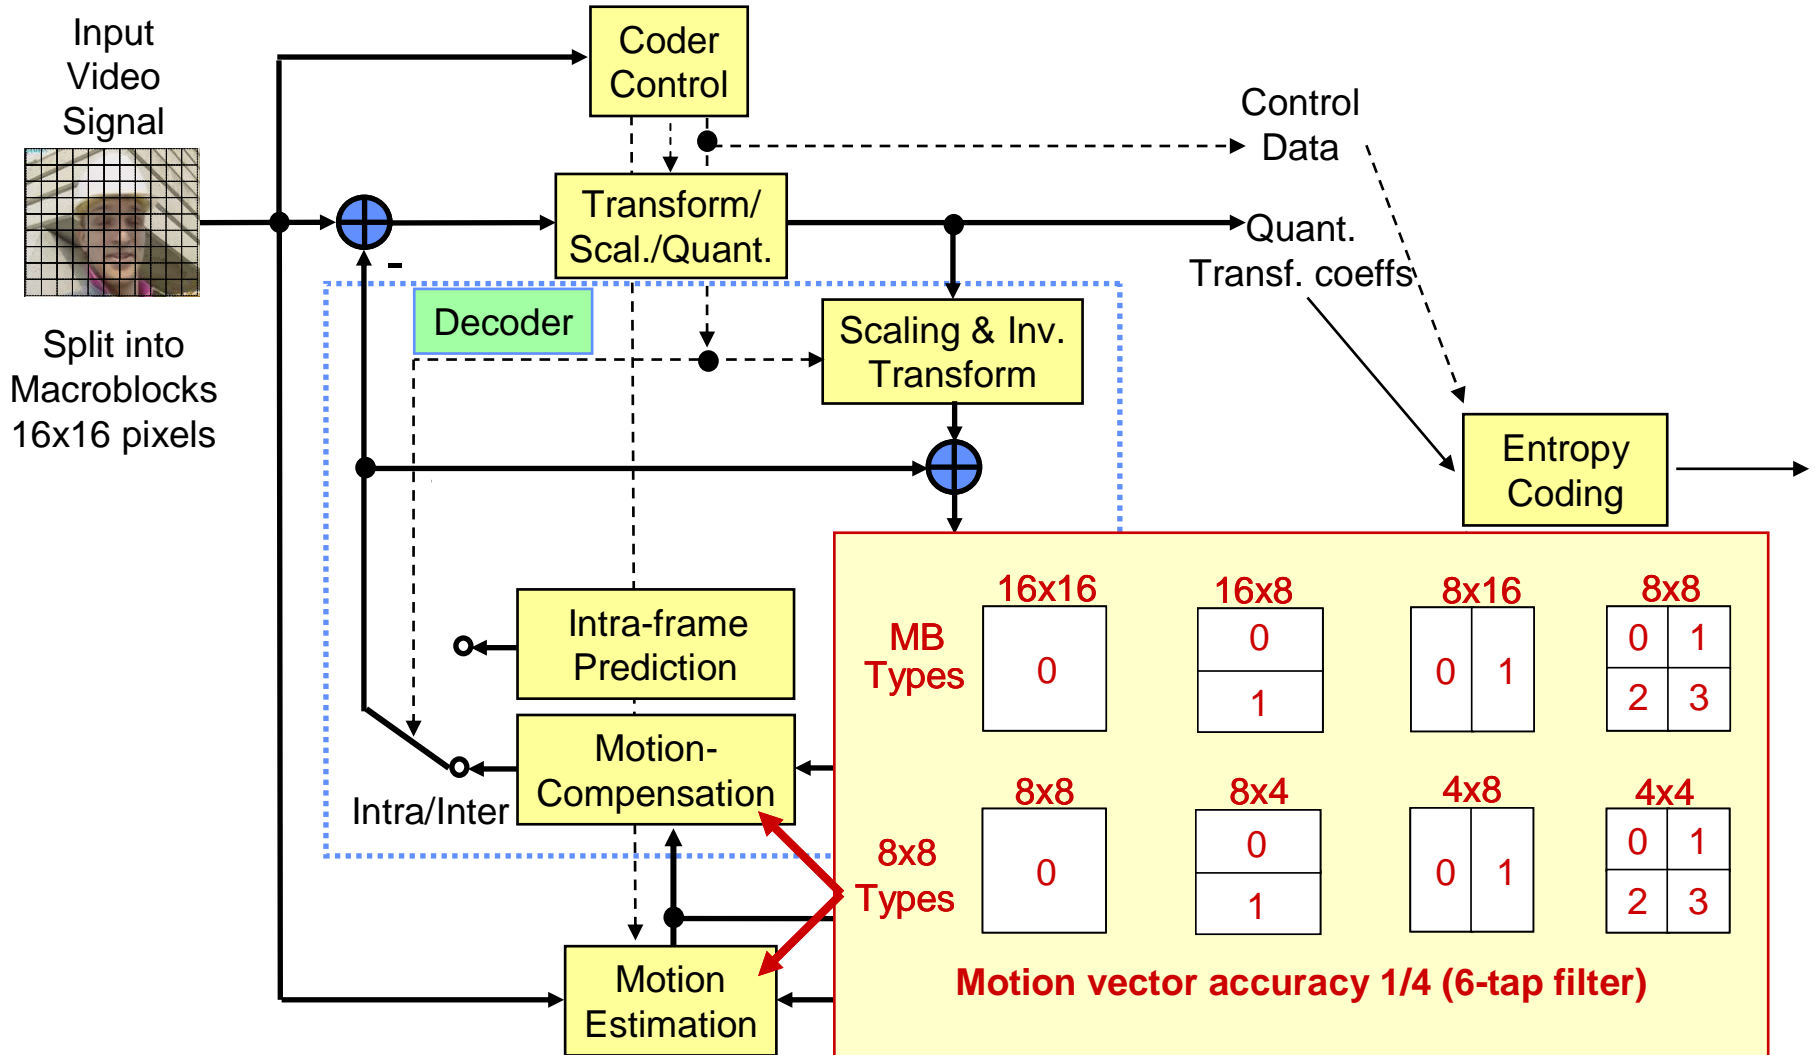 Input
Video
Signal
Split into
Macroblocks
16x16 pixels
Coder
Control
Control
Data
Transform/
Scal./Quant.
-
Quant.
Transf. coeffs
Decoder
Scaling & Inv.
Transform
Entropy
Coding
Intra-frame
Prediction
Motion-
Compensation
Intra/Inter
Motion
Estimation
MB
Types
16x16
0
16x8
0
1
8x16
0 1
8x8
0 1
2 3
8x8
Types
8x8
0
8x4
0
1
4x8
0 1
4x4
0 1
2 3
Motion vector accuracy 1/4 (6-tap filter)